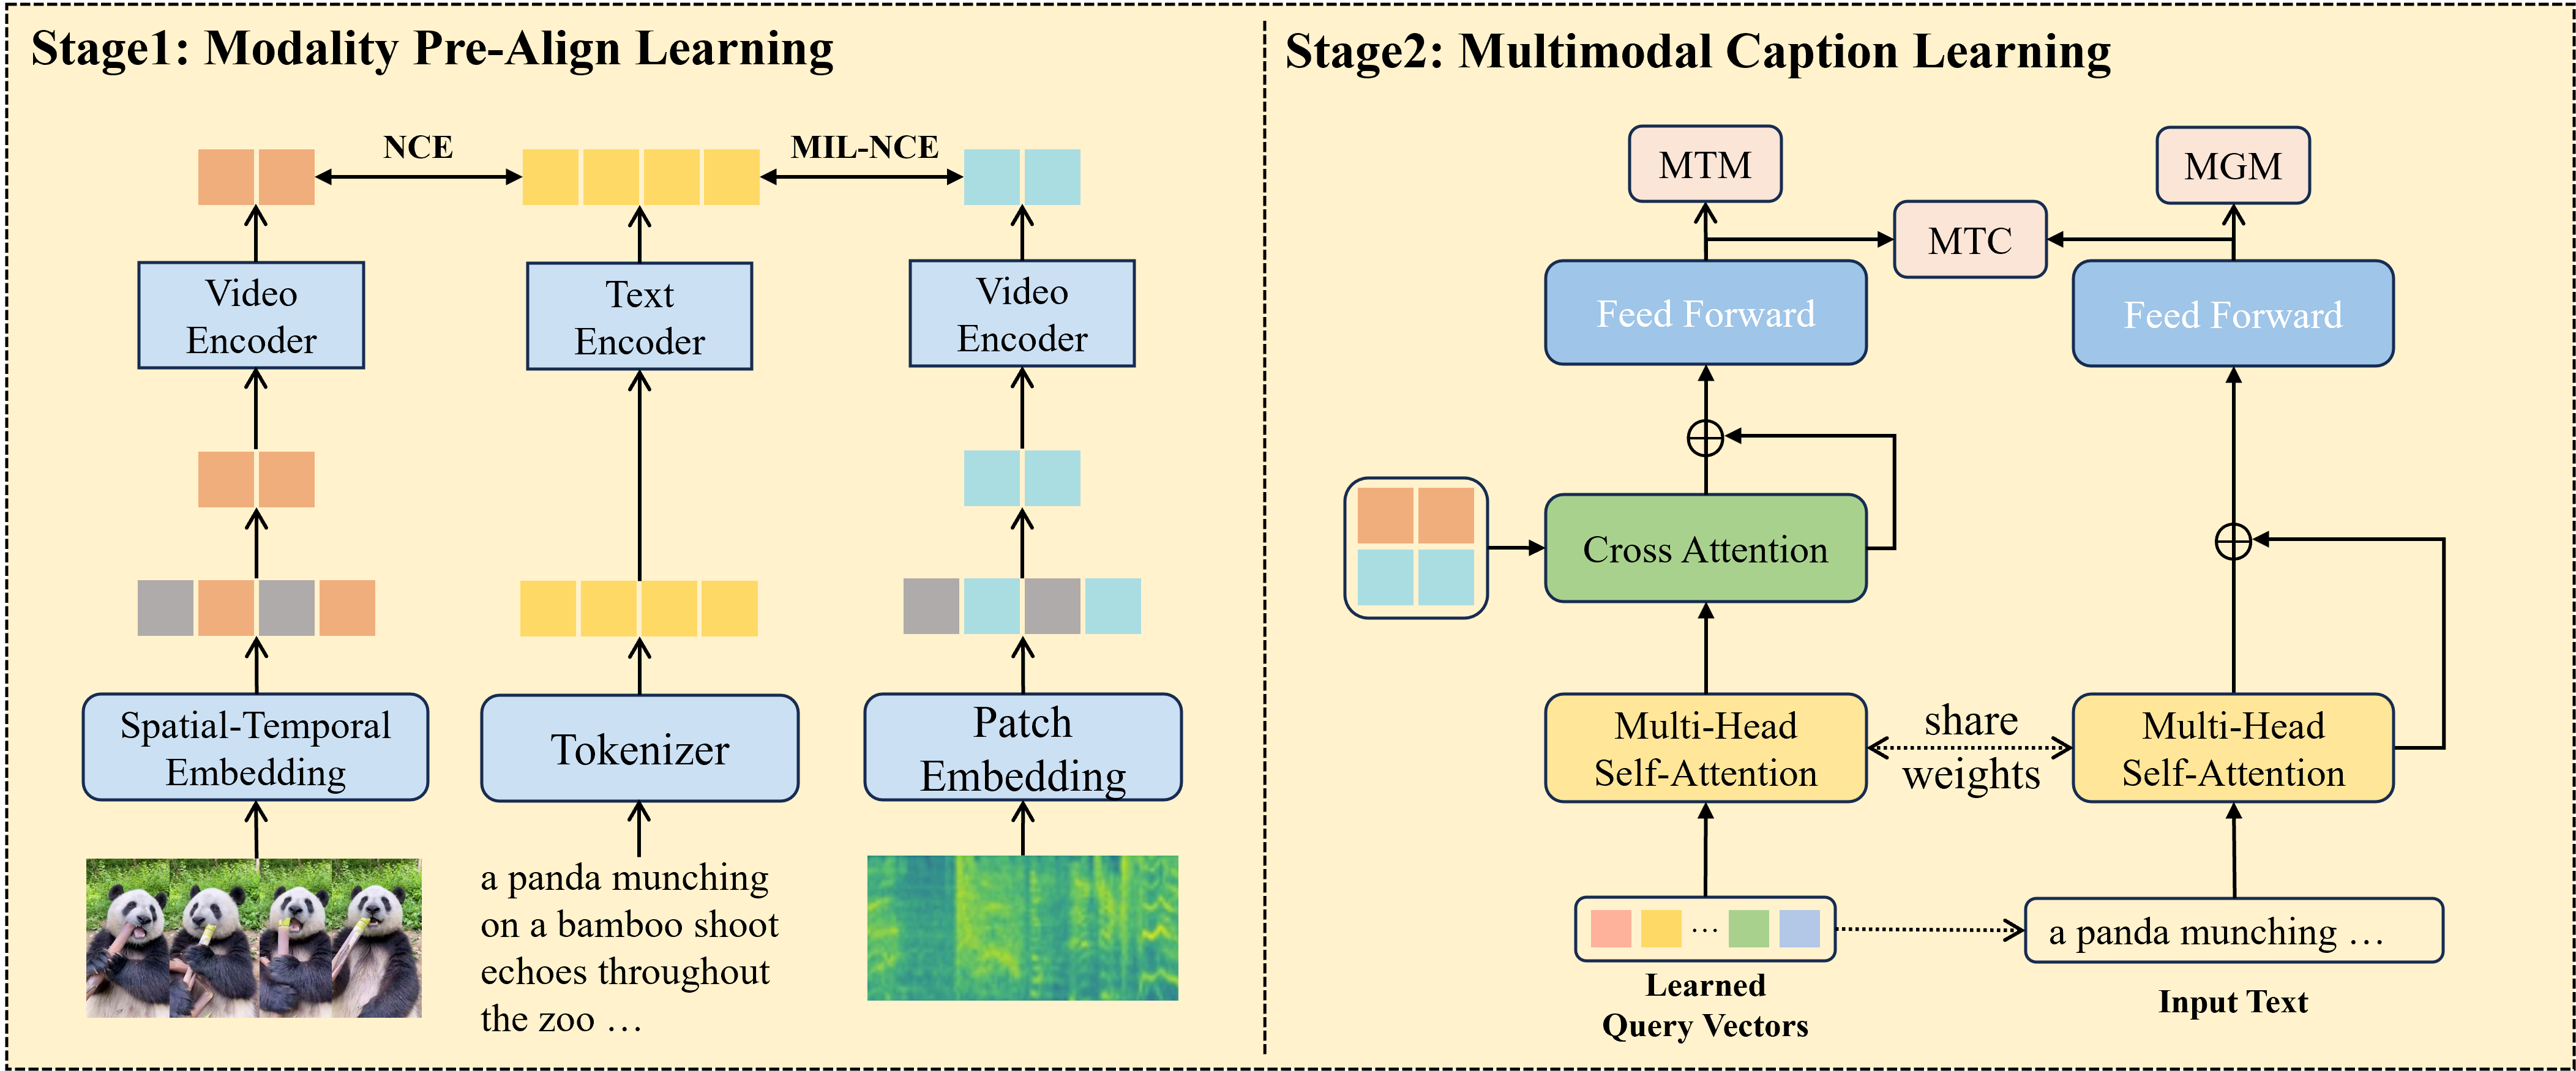 Stage1: Modality Pre-Align Learning
NCE
MIL-NCE
Video
Encoder
Text
Encoder
Video
Encoder
Spatial-Temporal
Embedding
Tokenizer
Patch
Embedding
a panda munching
on a bamboo shoot
echoes throughout
the zoo …
Stage2: Multimodal Caption Learning
MTM
MGM
MTC
Feed Forward
Feed Forward
Cross Attention
Multi-Head
Self-Attention
share
weights
Multi-Head
Self-Attention
…
a panda munching …
Learned
Query Vectors
Input Text